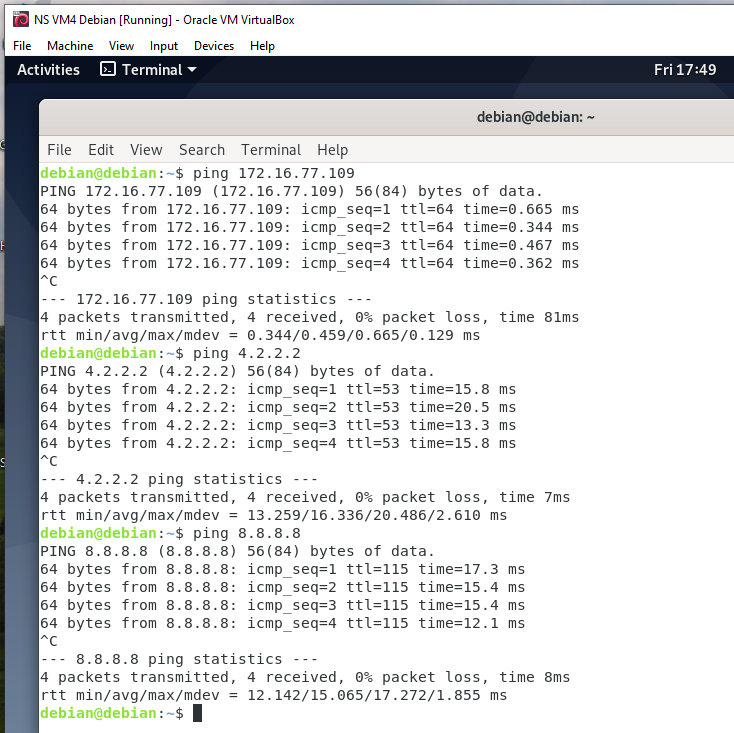 NS VM4 Debian [Running] - Oracle VM VirtualBox
File Machine View Input Devices Help
Activities Terminal Fri 17:49
debian@debian: ~
File Edit View Search Terminal Help
debian@debian:~$ ping 172.16.77.109
PING 172.16.77.109 (172.16.77.109) 56(84) bytes of data.
64 bytes from 172.16.77.109: icmp_seq=1 ttl=64 time=0.665 ms
64 bytes from 172.16.77.109: icmp_seq=2 ttl=64 time=0.344 ms
64 bytes from 172.16.77.109: icmp_seq=3 ttl=64 time=0.467 ms
64 bytes from 172.16.77.109: icmp_seq=4 ttl=64 time=0.362 ms
^C
--- 172.16.77.109 ping statistics ---
4 packets transmitted, 4 received, 0% packet loss, time 81ms
rtt min/avg/max/mdev = 0.344/0.459/0.665/0.129 ms
debian@debian:~$ ping 4.2.2.2
PING 4.2.2.2 (4.2.2.2) 56(84) bytes of data.
64 bytes from 4.2.2.2: icmp_seq=1 ttl=53 time=15.8 ms
64 bytes from 4.2.2.2: icmp_seq=2 ttl=53 time=20.5 ms
64 bytes from 4.2.2.2: icmp_seq=3 ttl=53 time=13.3 ms
64 bytes from 4.2.2.2: icmp_seq=4 ttl=53 time=15.8 ms
^C
--- 4.2.2.2 ping statistics ---
4 packets transmitted, 4 received, 0% packet loss, time 7ms
rtt min/avg/max/mdev = 13.259/16.336/20.486/2.610 ms
debian@debian:~$ ping 8.8.8.8
PING 8.8.8.8 (8.8.8.8) 56(84) bytes of data.
64 bytes from 8.8.8.8: icmp_seq=1 ttl=115 time=17.3 ms
64 bytes from 8.8.8.8: icmp_seq=2 ttl=115 time=15.4 ms
64 bytes from 8.8.8.8: icmp_seq=3 ttl=115 time=15.4 ms
64 bytes from 8.8.8.8: icmp_seq=4 ttl=115 time=12.1 ms
^C
--- 8.8.8.8 ping statistics ---
4 packets transmitted, 4 received, 0% packet loss, time 8ms
rtt min/avg/max/mdev = 12.142/15.065/17.272/1.855 ms
debian@debian:~$